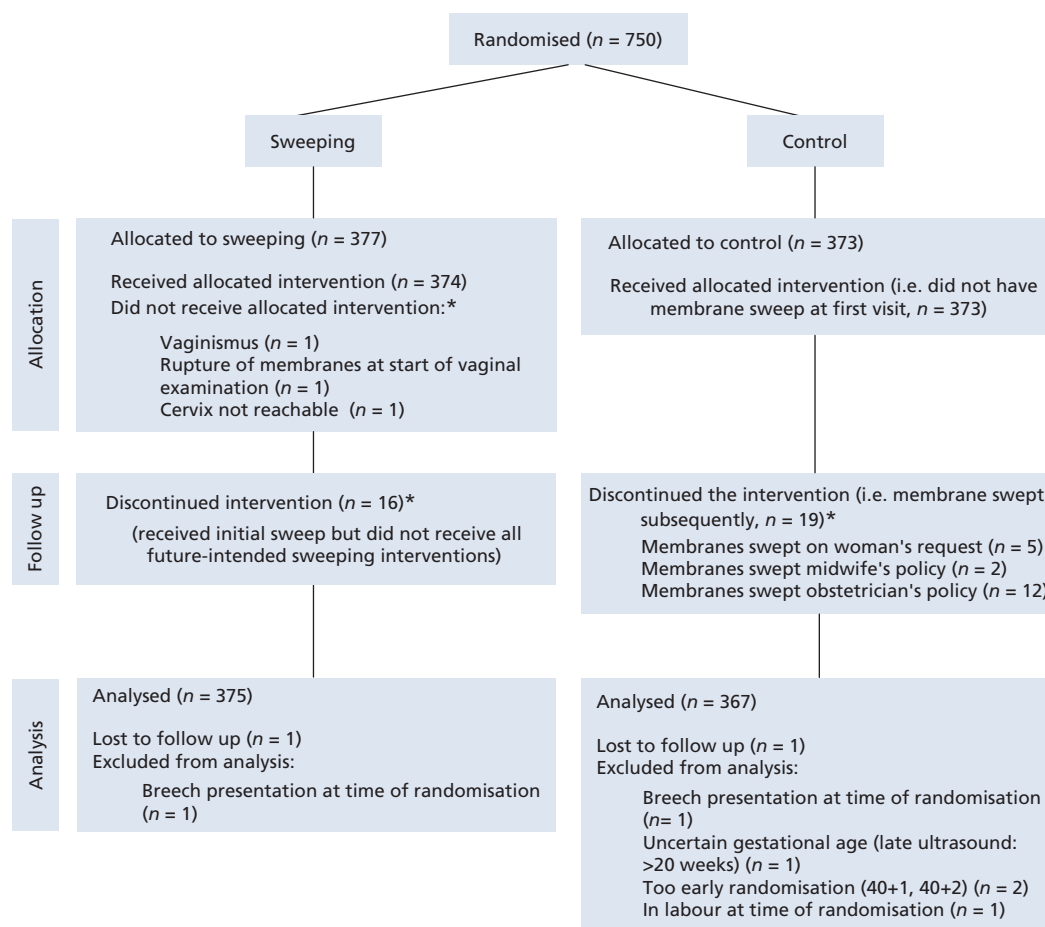 Randomised (n = 750)
Sweeping
Control
Allocation
Allocated to sweeping (n = 377)
Received allocated intervention (n = 374)
Did not receive allocated intervention:*
Vaginismus (n = 1)
Rupture of membranes at start of vaginal
examination (n = 1)
Cervix not reachable (n = 1)
Allocated to control (n = 373)
Received allocated intervention (i.e. did not have
membrane sweep at first visit, n = 373)
Follow up
Discontinued intervention (n = 16)*
(received initial sweep but did not receive all
future-intended sweeping interventions)
Discontinued the intervention (i.e. membrane swept
subsequently, n = 19)*
Membranes swept on woman's request (n = 5)
Membranes swept midwife's policy (n = 2)
Membranes swept obstetrician's policy (n = 12)
Analysis
Analysed (n = 375)
Lost to follow up (n = 1)
Excluded from analysis:
Breech presentation at time of randomisation
(n = 1)
Analysed (n = 367)
Lost to follow up (n = 1)
Excluded from analysis:
Breech presentation at time of randomisation
(n= 1)
Uncertain gestational age (late ultrasound:
>20 weeks) (n = 1)
Too early randomisation (40+1, 40+2) (n = 2)
In labour at time of randomisation (n = 1)